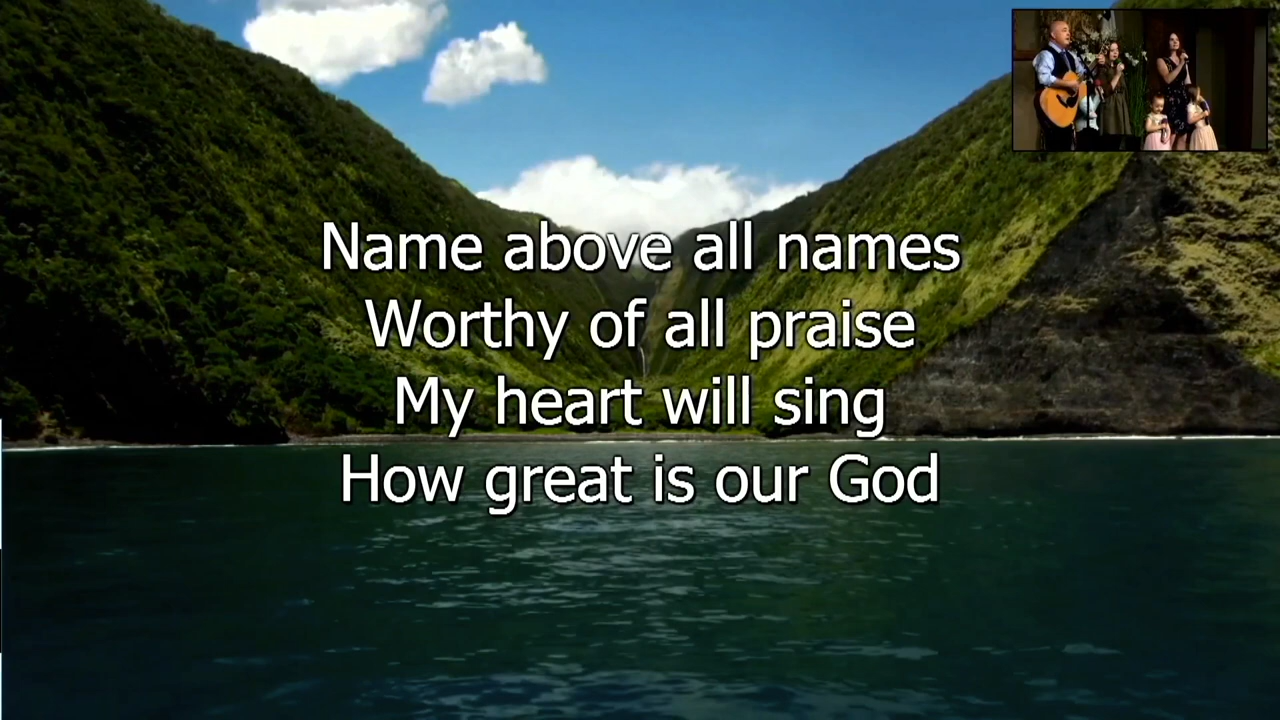 Name above all names
Worthy of all praise
My heart will sing
How great is our God